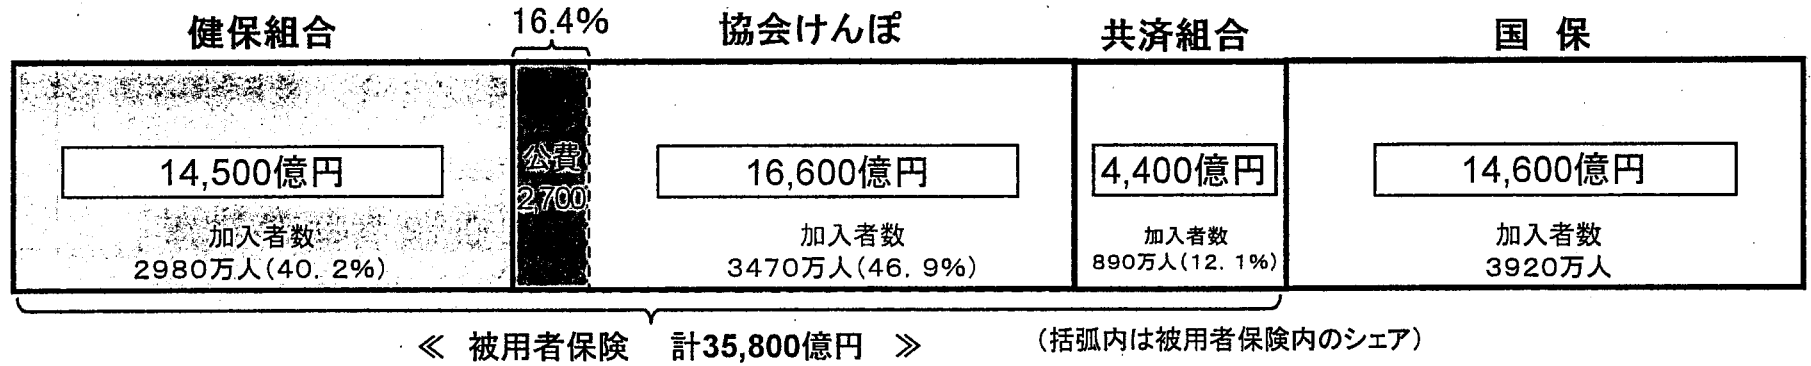 健保組合
16.4%
協会けんぽ
共済組合
国 保
14,500億円
公費
2,700
16,600億円
4,400億円
14,600億円
加入者数
2980万人(40.2%)
加入者数
3470万人(46.9%)
加入者数
890万人(12.1%)
加入者数
3920万人
≪ 被用者保険 計35,800億円 ≫
(括弧内は被用者保険内のシェア)